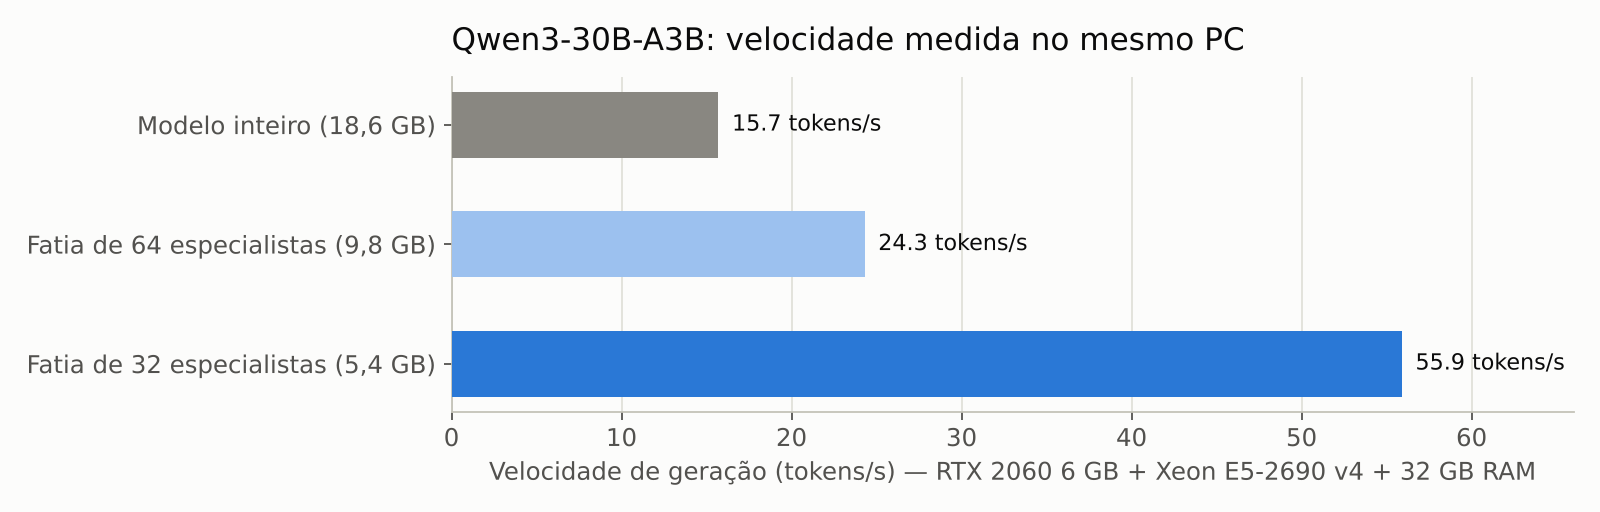 Qwen3-30B-A3B: velocidade medida no mesmo PC
Modelo inteiro (18,6 GB)
15.7 tokens/s
Fatia de 64 especialistas (9,8 GB)
24.3 tokens/s
Fatia de 32 especialistas (5,4 GB)
55.9 tokens/s
0 10 20 30 40 50 60
Velocidade de geração (tokens/s) — RTX 2060 6 GB + Xeon E5-2690 v4 + 32 GB RAM